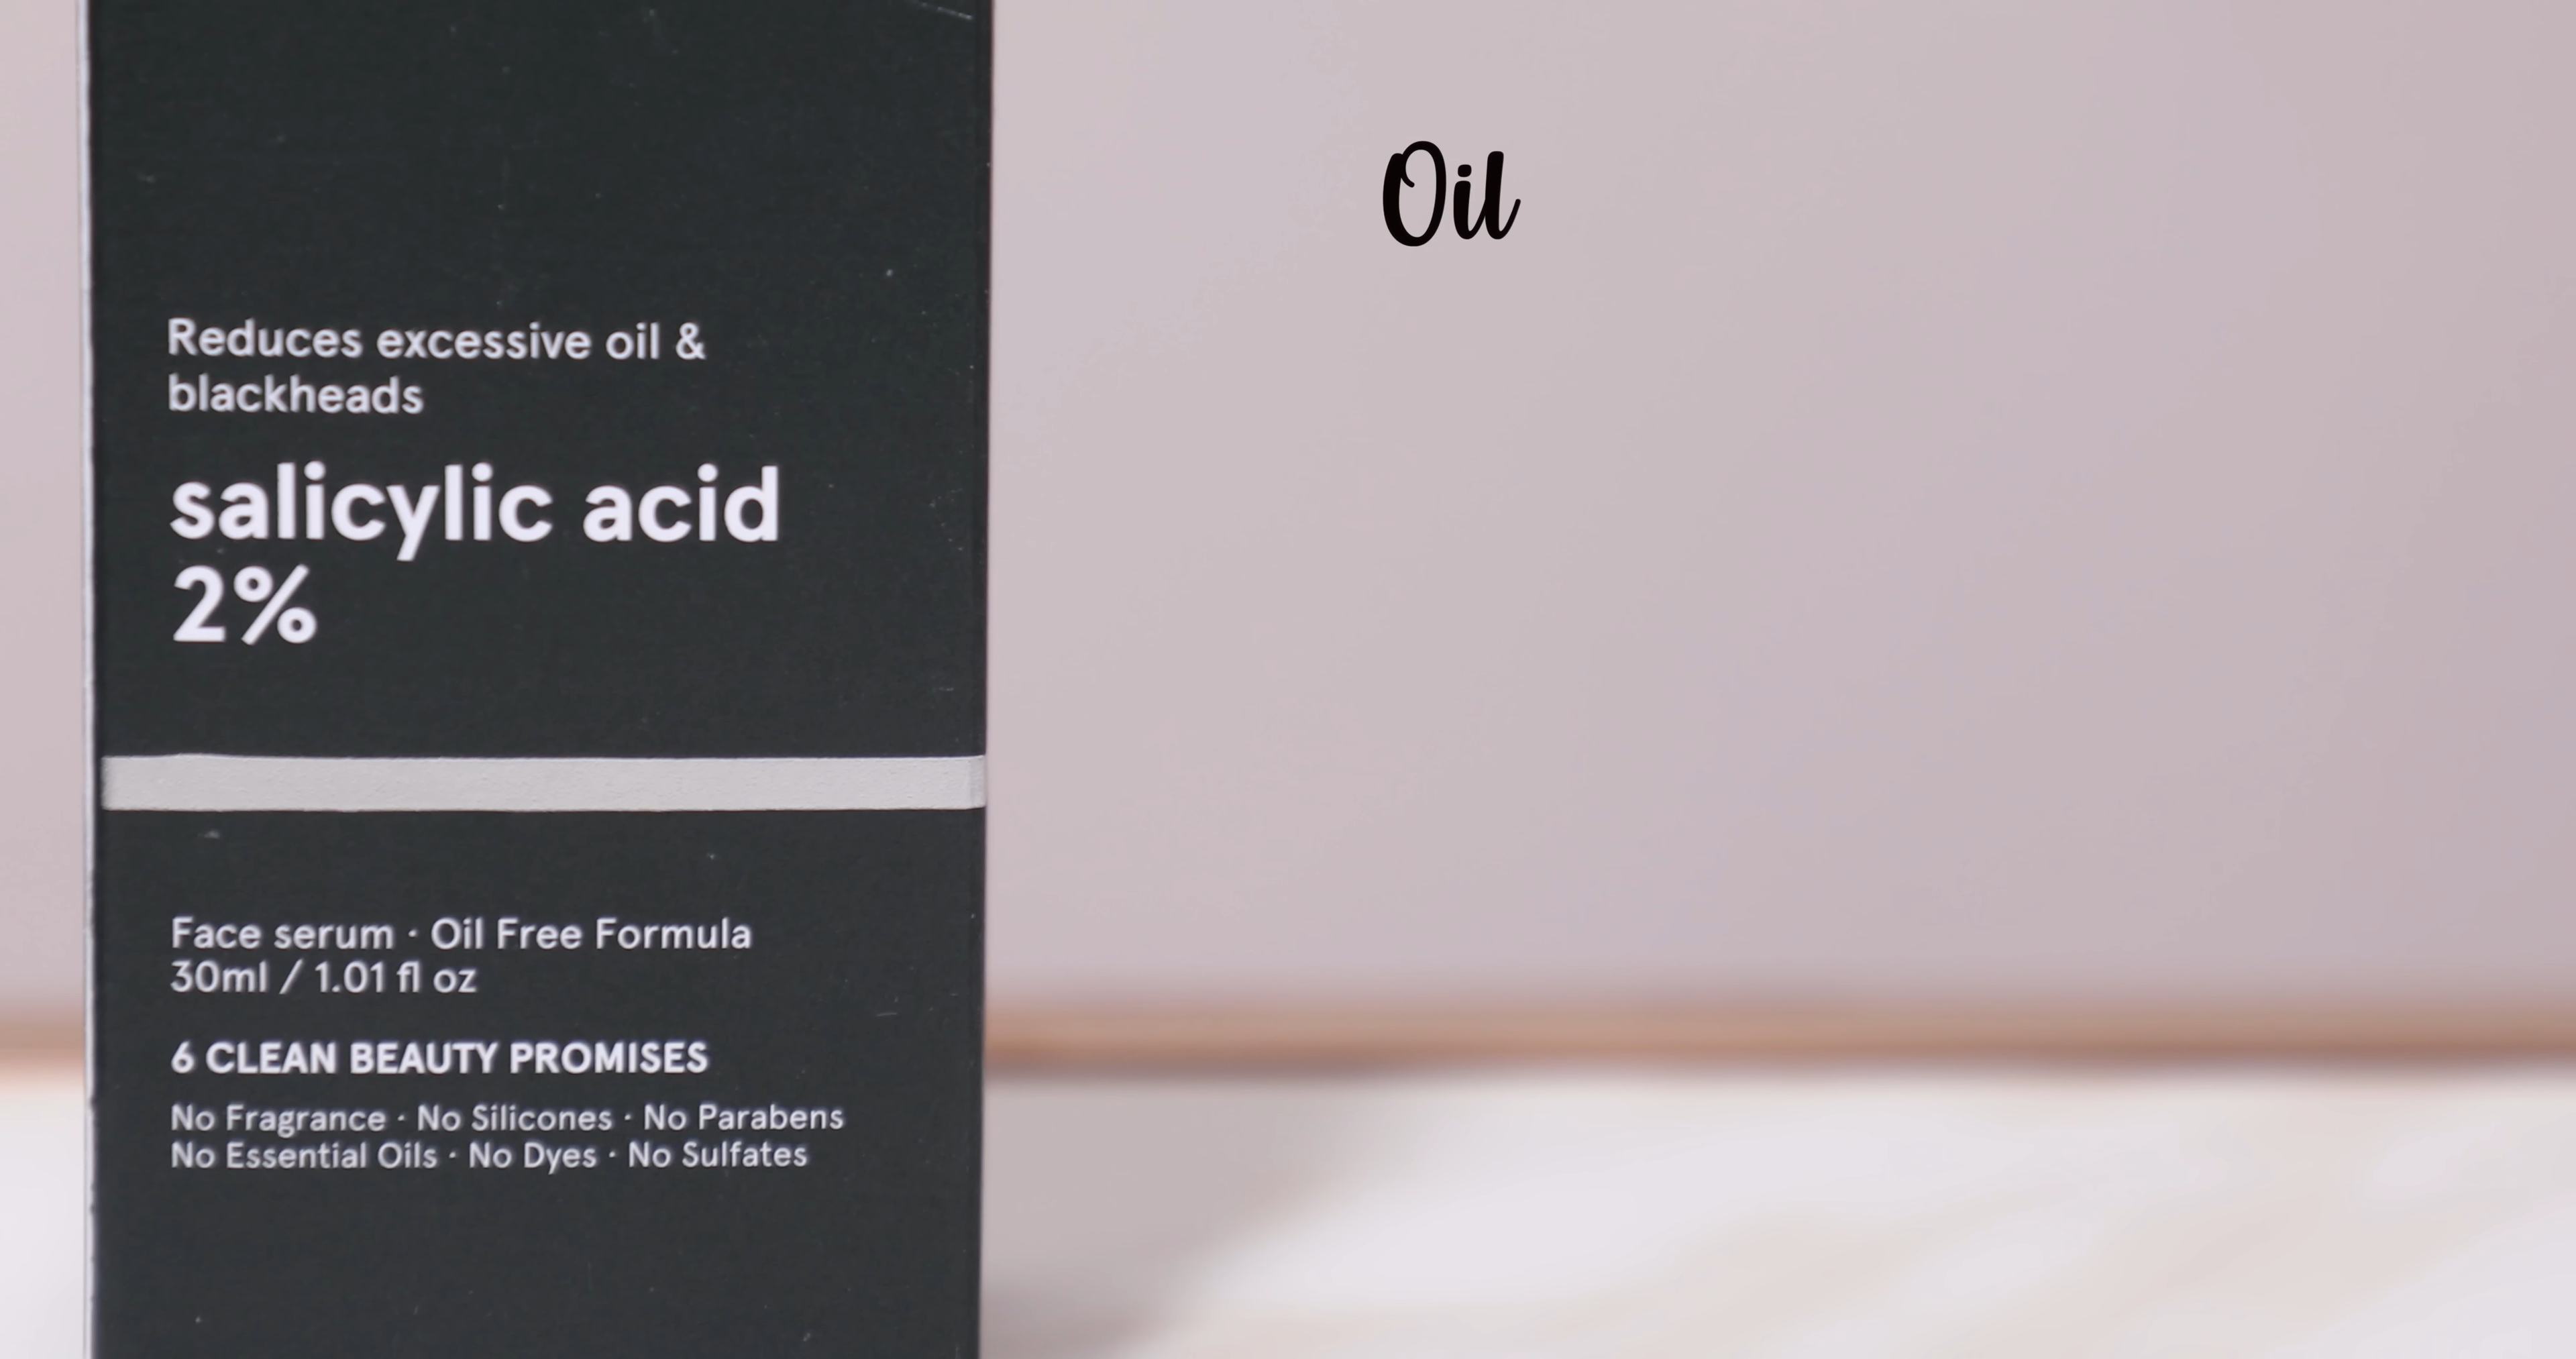 Reduces excessive oil &
blackheads
salicylic acid
2%
Face serum · Oil Free Formula
30ml / 1.01 fl oz
6 CLEAN BEAUTY PROMISES
No Fragrance · No Silicones · No Parabens
No Essential Oils · No Dyes · No Sulfates
Oil